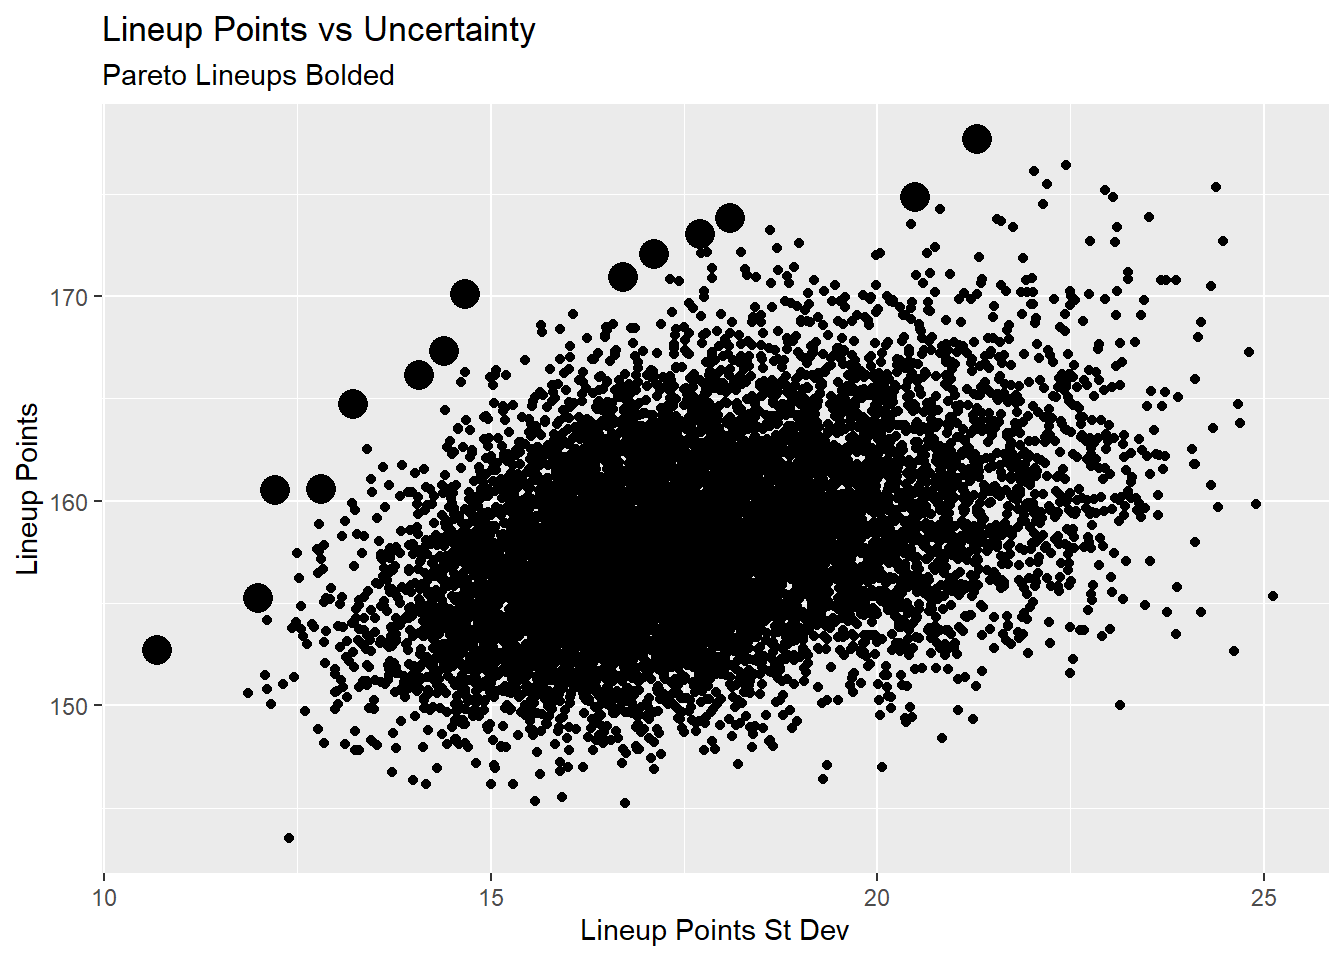 Lineup Points vs Uncertainty
Pareto Lineups Bolded
Lineup Points
170
160
150
10
15
20
25
Lineup Points St Dev